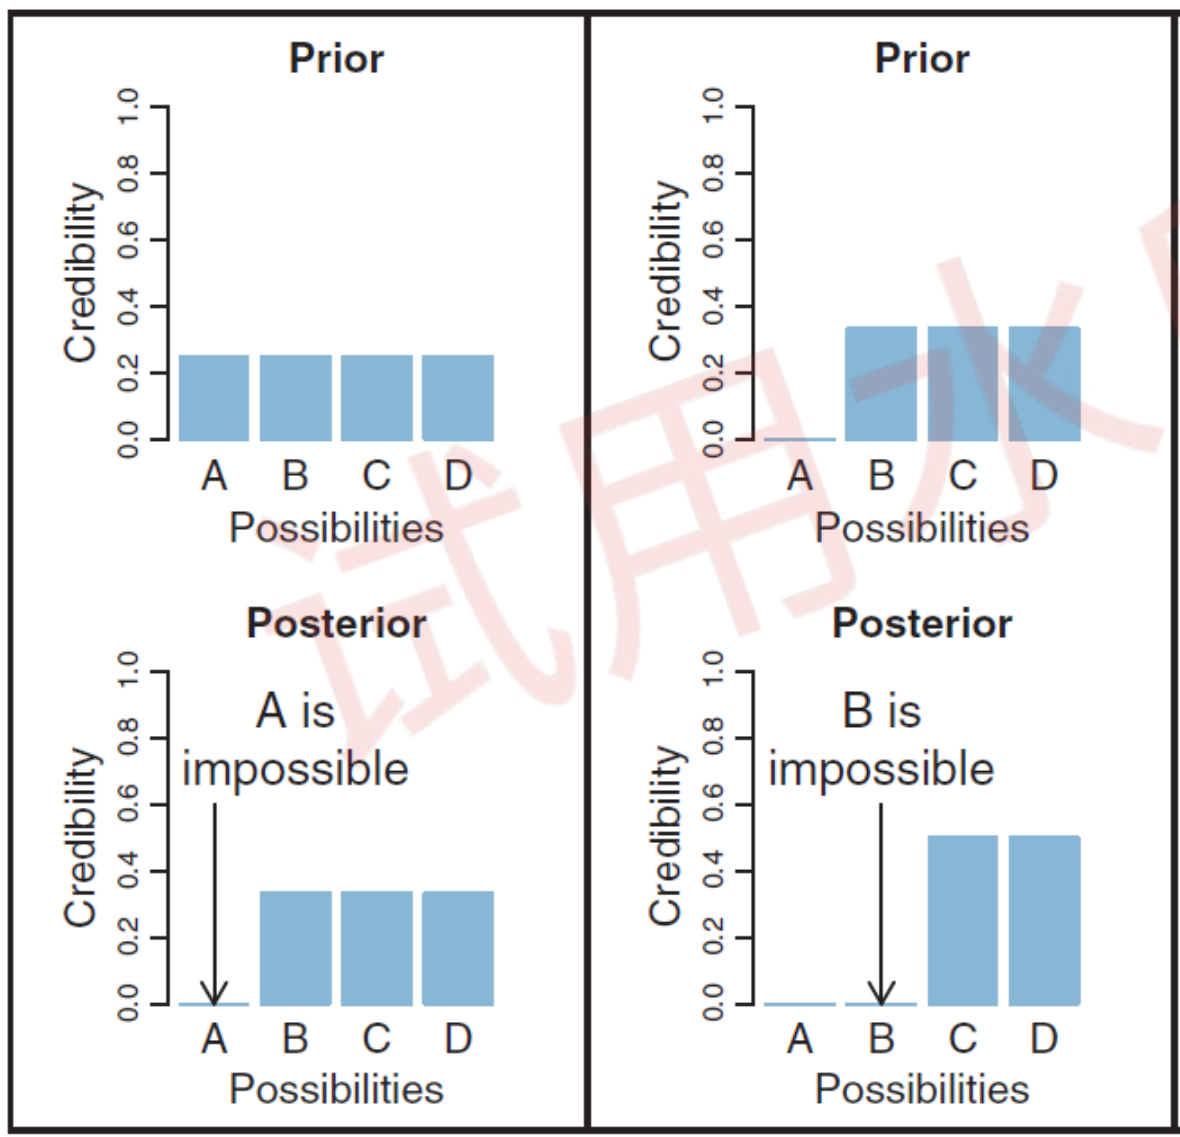 Prior
Credibility
0.0 0.2 0.4 0.6 0.8 1.0
A B C D
Possibilities
Posterior
Credibility
0.0 0.2 0.4 0.6 0.8 1.0
A is
impossible
A B C D
Possibilities
Prior
Credibility
0.0 0.2 0.4 0.6 0.8 1.0
A B C D
Possibilities
Posterior
Credibility
0.0 0.2 0.4 0.6 0.8 1.0
B is
impossible
A B C D
Possibilities
试用水